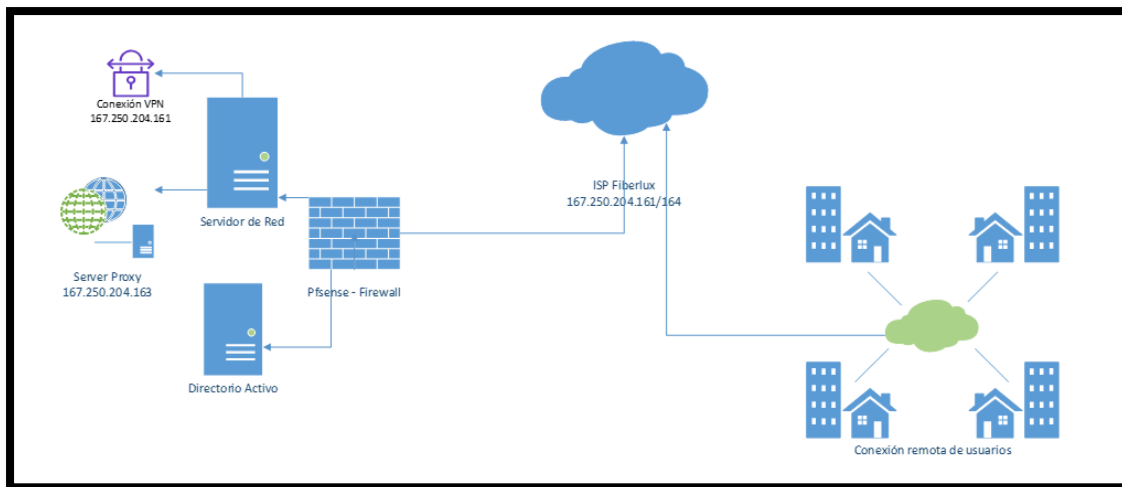 Conexión VPN
167.250.204.161
Servidor de Red
Server Proxy
167.250.204.163
Directorio Activo
Pfsense - Firewall
ISP Fiberlux
167.250.204.161/164
Conexión remota de usuarios